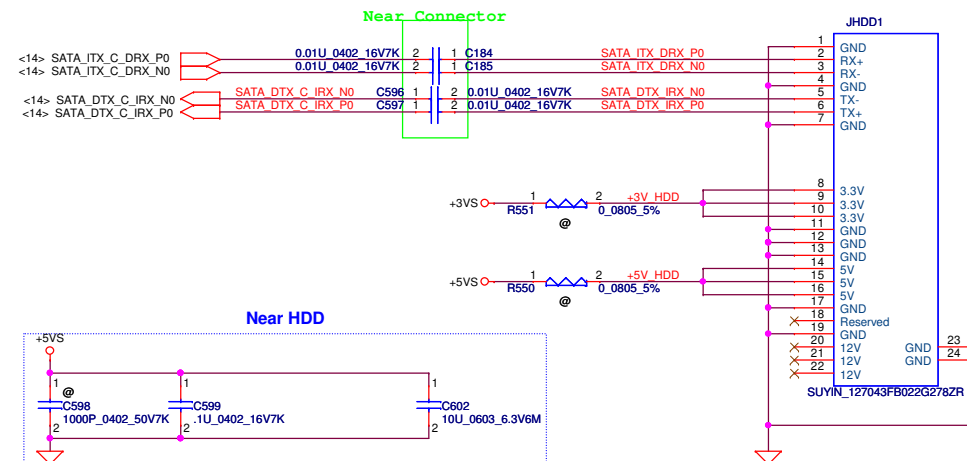 Near Connector
JHDD1
<14> SATA_ITX_C_DRX_P0 0.01U_0402_16V7K 2 1 C184 SATA_ITX_DRX_P0
<14> SATA_ITX_C_DRX_N0 0.01U_0402_16V7K 2 1 C185 SATA_ITX_DRX_N0
<14> SATA_DTX_C_IRX_N0 SATA_DTX_C_IRX_N0 C596 1 2 0.01U_0402_16V7K SATA_DTX_IRX_N0
<14> SATA_DTX_C_IRX_P0 SATA_DTX_C_IRX_P0 C597 1 2 0.01U_0402_16V7K SATA_DTX_IRX_P0
1 GND
2 RX+
3 RX-
4 GND
5 TX-
6 TX+
7 GND
8 3.3V
9 3.3V
10 3.3V
11 GND
12 GND
13 GND
14 5V
15 5V
16 5V
17 GND
18 Reserved
19 GND
20 12V
21 12V
22 12V
GND 23
GND 24
SUYIN_127043FB022G278ZR
+3VS 1 2 +3V_HDD
R551 0_0805_5%
@
+5VS 1 2 +5V_HDD
R550 0_0805_5%
@
Near HDD
+5VS
1 @ C598 1000P_0402_50V7K 2
1 C599 .1U_0402_16V7K 2
1 C602 10U_0603_6.3V6M 2